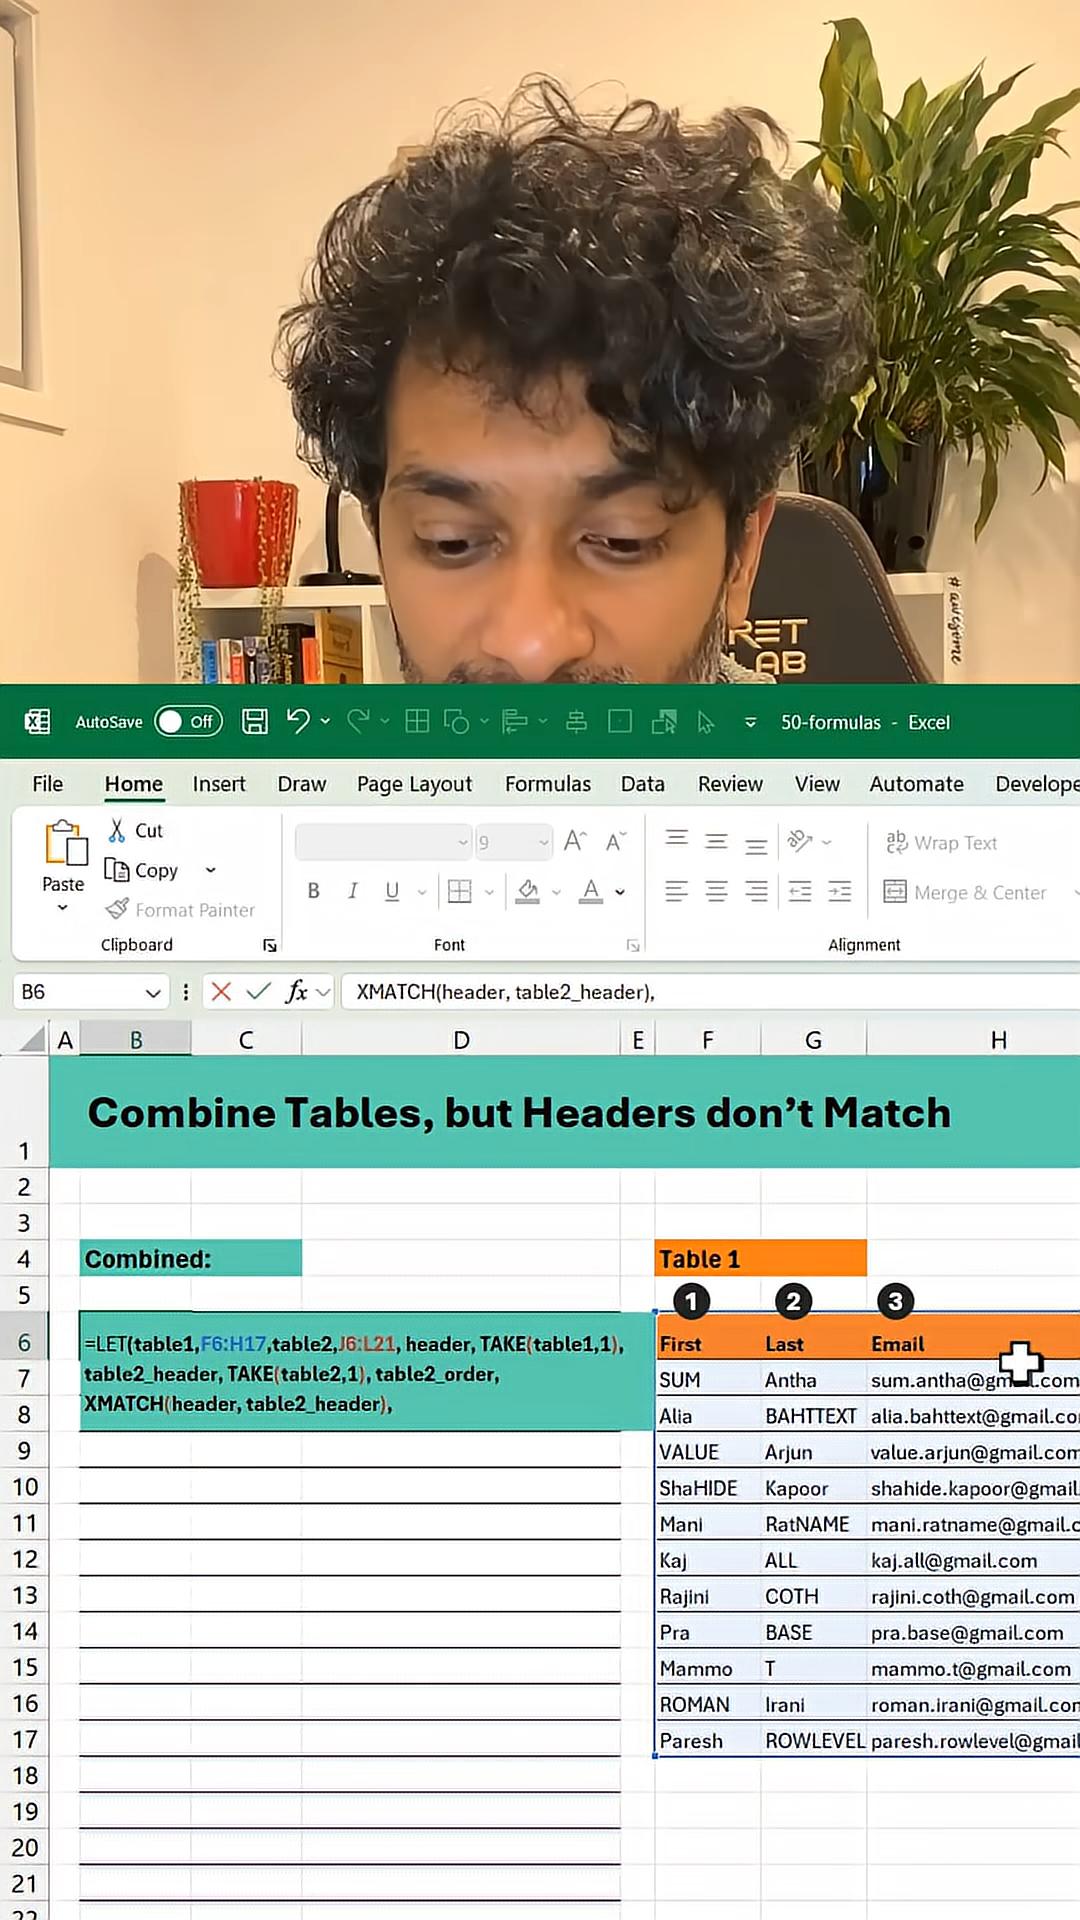 #awesome
RET
LAB
AutoSave Off 50-formulas - Excel
File Home Insert Draw Page Layout Formulas Data Review View Automate Develope
Paste
Cut
Copy
Format Painter
Clipboard
9
B I U
Font
Wrap Text
Merge & Center
Alignment
B6 fx XMATCH(header, table2_header),
A B C D E F G H
1 Combine Tables, but Headers don't Match
2
3
4 Combined: Table 1
5 1 2 3
6 =LET(table1,F6:H17,table2,J6:L21, header, TAKE(table1,1), First Last Email
7 table2_header, TAKE(table2,1), table2_order, SUM Antha sum.antha@gm .com
8 XMATCH(header, table2_header), Alia BAHTTEXT alia.bahttext@gmail.co
9 VALUE Arjun value.arjun@gmail.com
10 ShaHIDE Kapoor shahide.kapoor@gmail
11 Mani RatNAME mani.ratname@gmail.c
12 Kaj ALL kaj.all@gmail.com
13 Rajini COTH rajini.coth@gmail.com
14 Pra BASE pra.base@gmail.com
15 Mammo T mammo.t@gmail.com
16 ROMAN Irani roman.irani@gmail.co
17 Paresh ROWLEVEL paresh.rowlevel@gmai
18
19
20
21
22